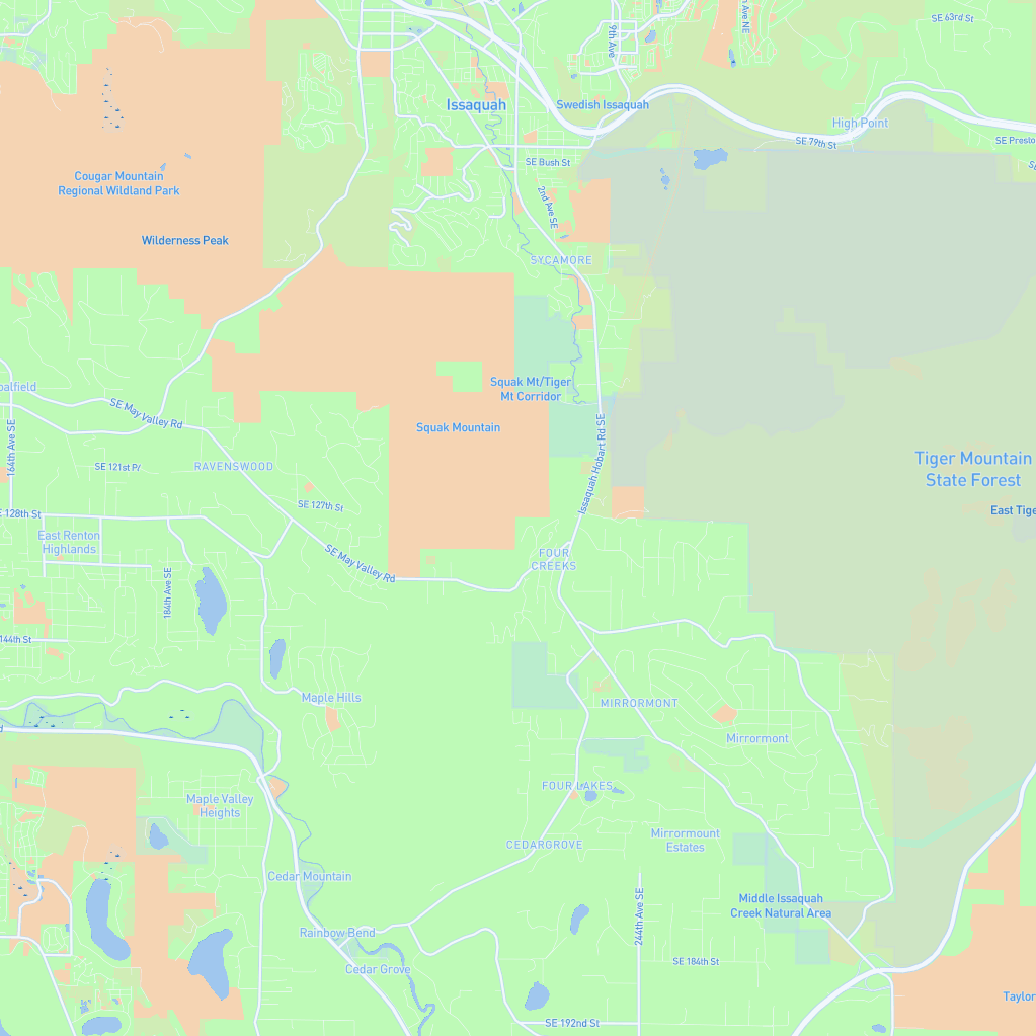 SE 63rd St
9th Ave
Ave NE
Issaquah
Swedish Issaquah
High Point
SE 79th St
SE Presto
SE Bush St
Cougar Mountain
Regional Wildland Park
2nd Ave SE
Wilderness Peak
SYCAMORE
oalfield
Squak Mt/Tiger
Mt Corridor
SE May Valley Rd
164th Ave SE
Squak Mountain
Issaquah Hobart Rd SE
SE 121st Pl
RAVENSWOOD
Tiger Mountain
State Forest
SE 127th St
East Tige
E 128th St
East Renton
Highlands
SE May Valley Rd
FOUR
CREEKS
184th Ave SE
144th St
Maple Hills
MIRRORMONT
Mirrormont
d
FOUR LAKES
Maple Valley
Heights
CEDARGROVE
Mirrormount
Estates
Cedar Mountain
Middle Issaquah
Creek Natural Area
244th Ave SE
Rainbow Bend
SE 184th St
Cedar Grove
Taylor
SE 192nd St